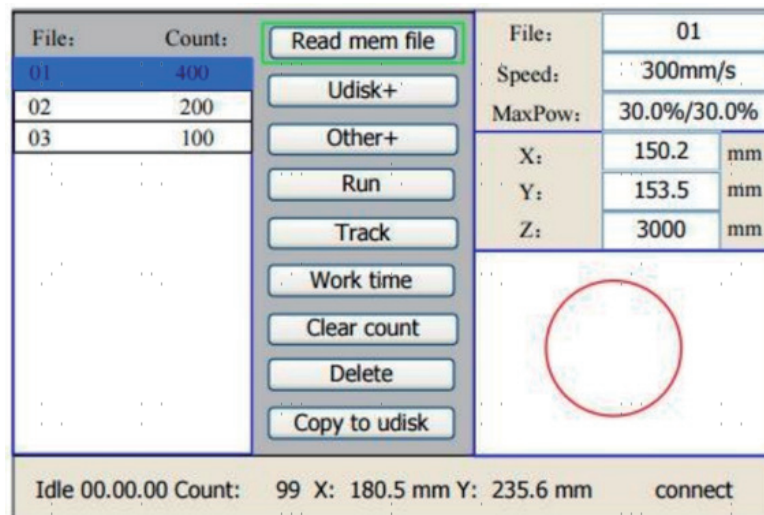 File: Count:
01 400
02 200
03 100
Read mem file
Udisk+
Other+
Run
Track
Work time
Clear count
Delete
Copy to udisk
File: 01
Speed: 300mm/s
MaxPow: 30.0%/30.0%
X: 150.2 mm
Y: 153.5 mm
Z: 3000 mm
Idle 00.00.00 Count: 99 X: 180.5 mm Y: 235.6 mm connect